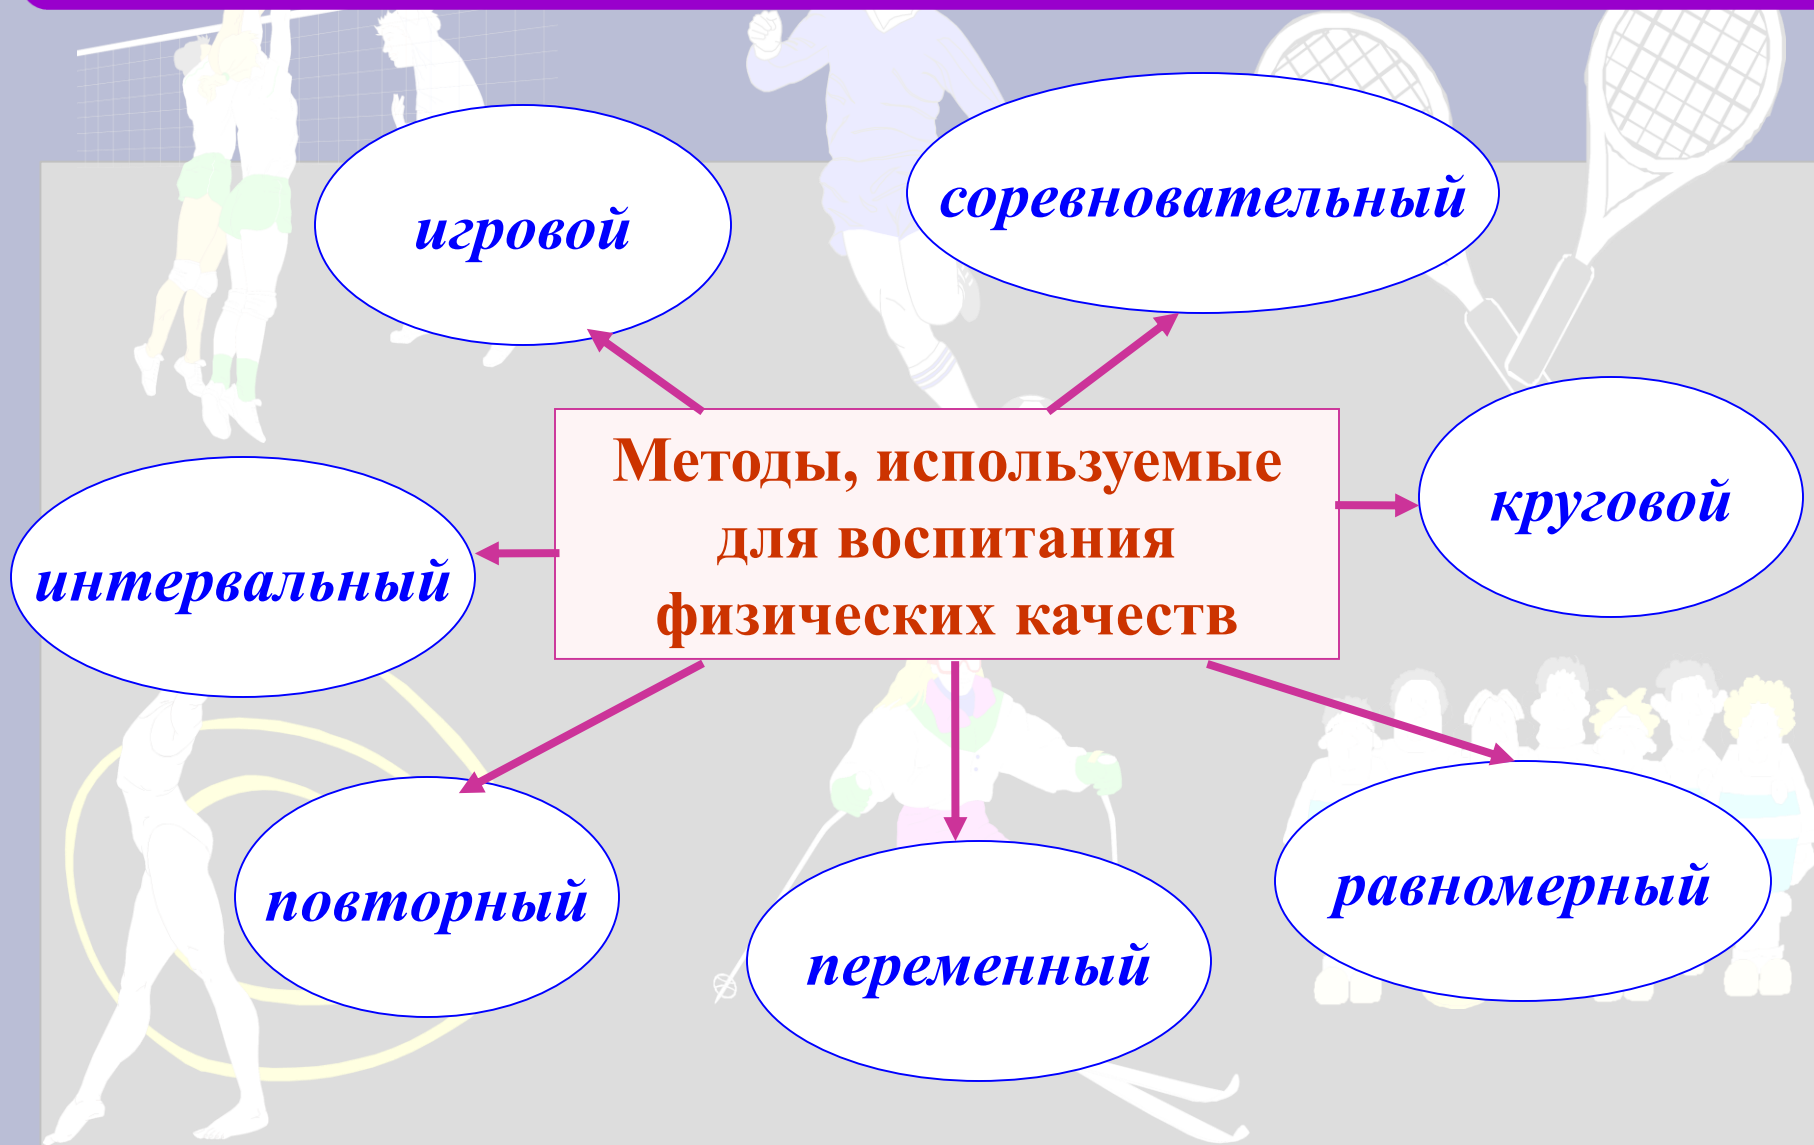 игровой
соревновательный
Методы, используемые
для воспитания
физических качеств
круговой
интервальный
повторный
переменный
равномерный